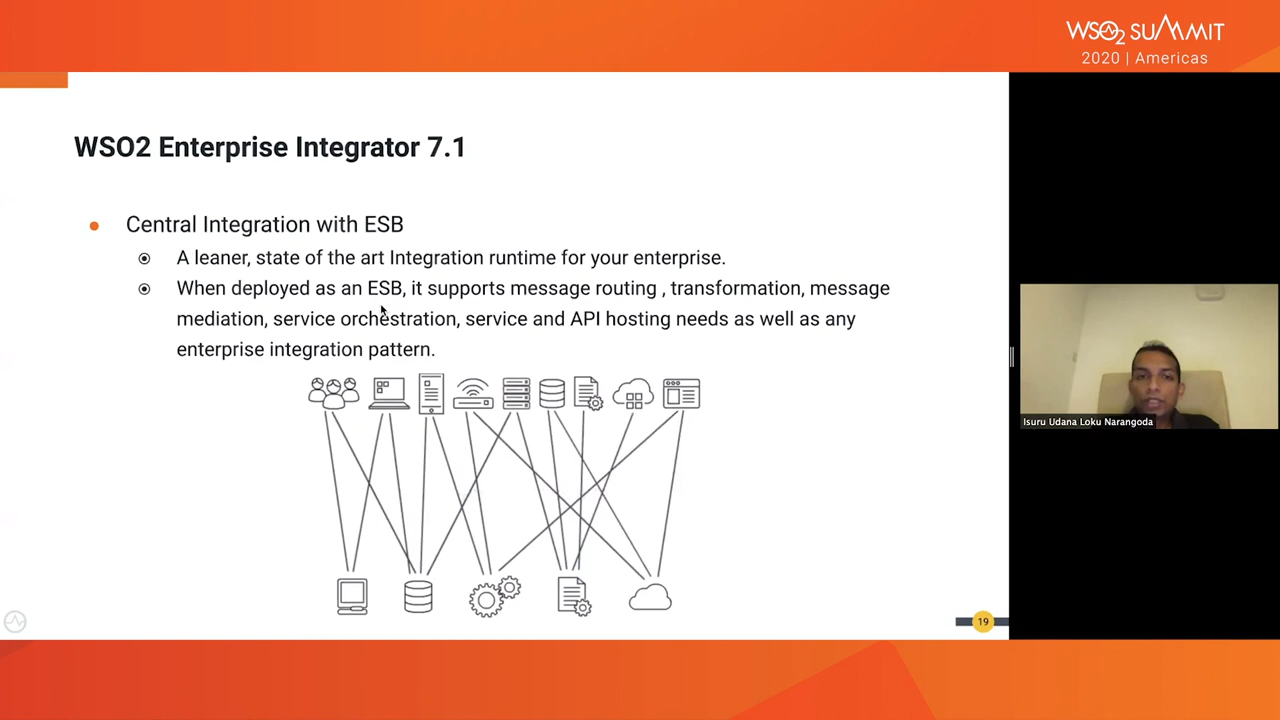 WSO2 SUMMIT
2020 | Americas
WSO2 Enterprise Integrator 7.1
Central Integration with ESB
A leaner, state of the art Integration runtime for your enterprise.
When deployed as an ESB, it supports message routing , transformation, message
mediation, service orchestration, service and API hosting needs as well as any
enterprise integration pattern.
Isuru Udana Loku Narangoda
19